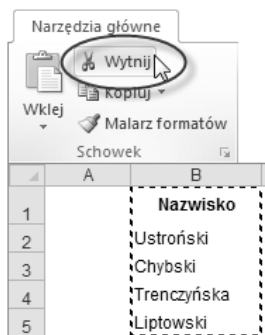 Narzędzia główne
Wytnij
Kopiuj
Wklej
Malarz formatów
Schowek
A B
1 Nazwisko
2 Ustroński
3 Chybski
4 Trenczyńska
5 Liptowski